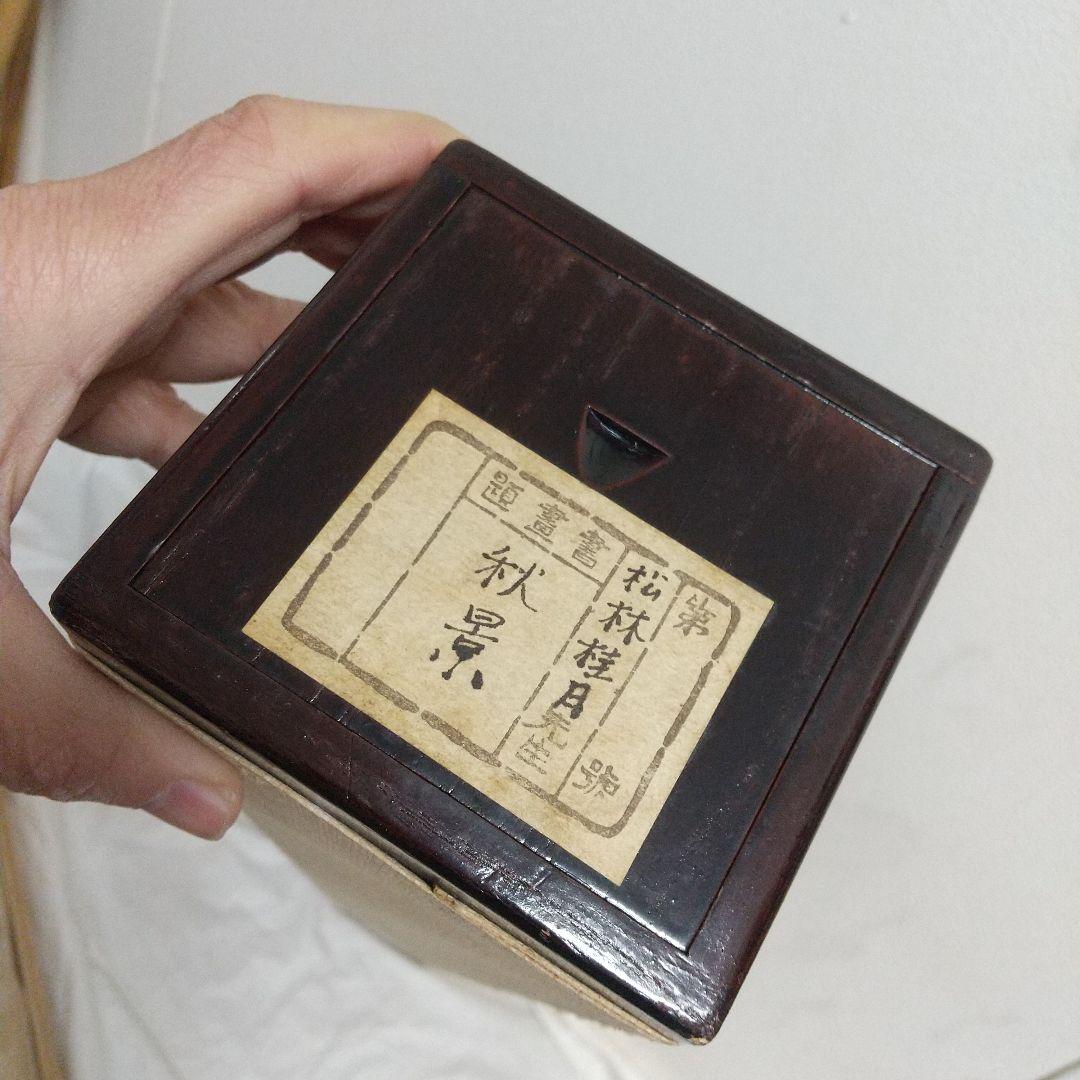 第 號
松林桂月先生
書畫題
秋景